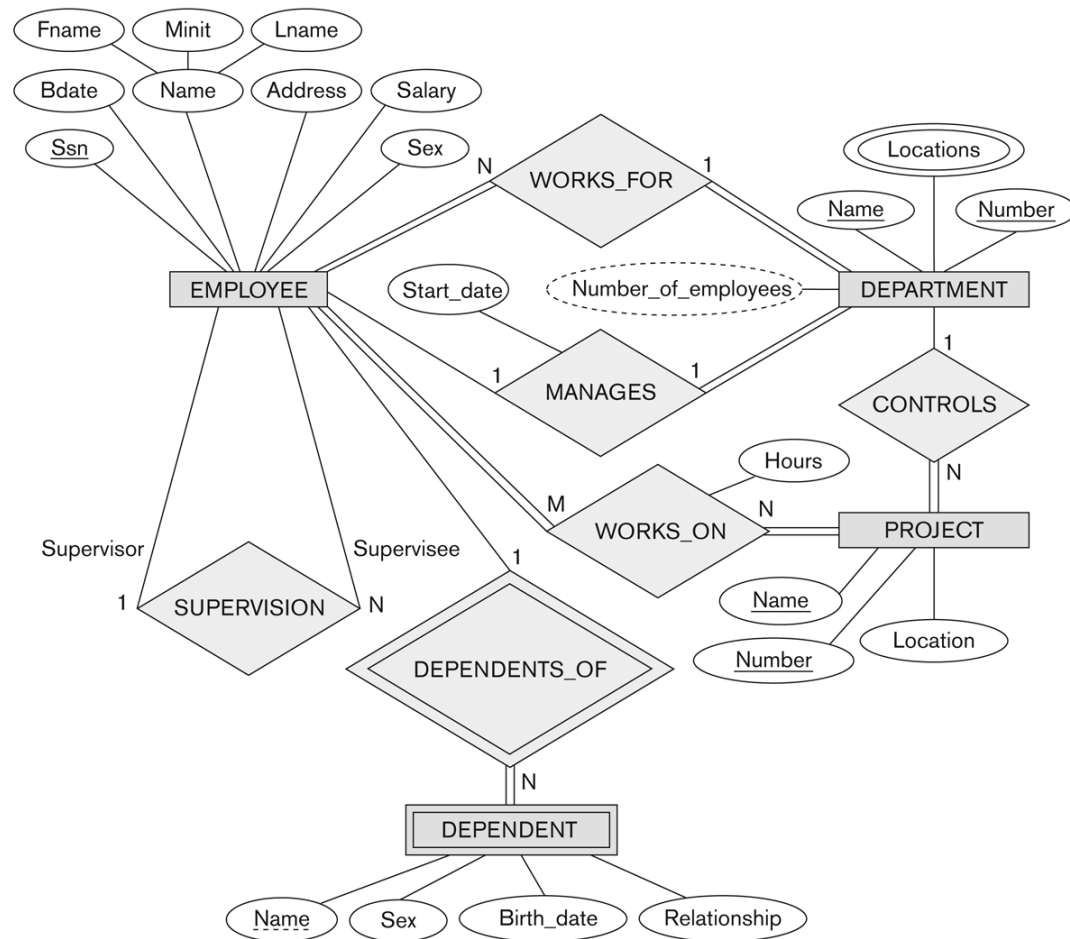 Fname
Minit
Lname
Bdate
Name
Address
Salary
Ssn
Sex
N
WORKS_FOR
1
Locations
Name
Number
EMPLOYEE
Start_date
Number_of_employees
DEPARTMENT
1
MANAGES
1
1
CONTROLS
N
Hours
M
WORKS_ON
N
PROJECT
Supervisor
Supervisee
1
SUPERVISION
N
1
Name
Number
Location
DEPENDENTS_OF
N
DEPENDENT
Name
Sex
Birth_date
Relationship